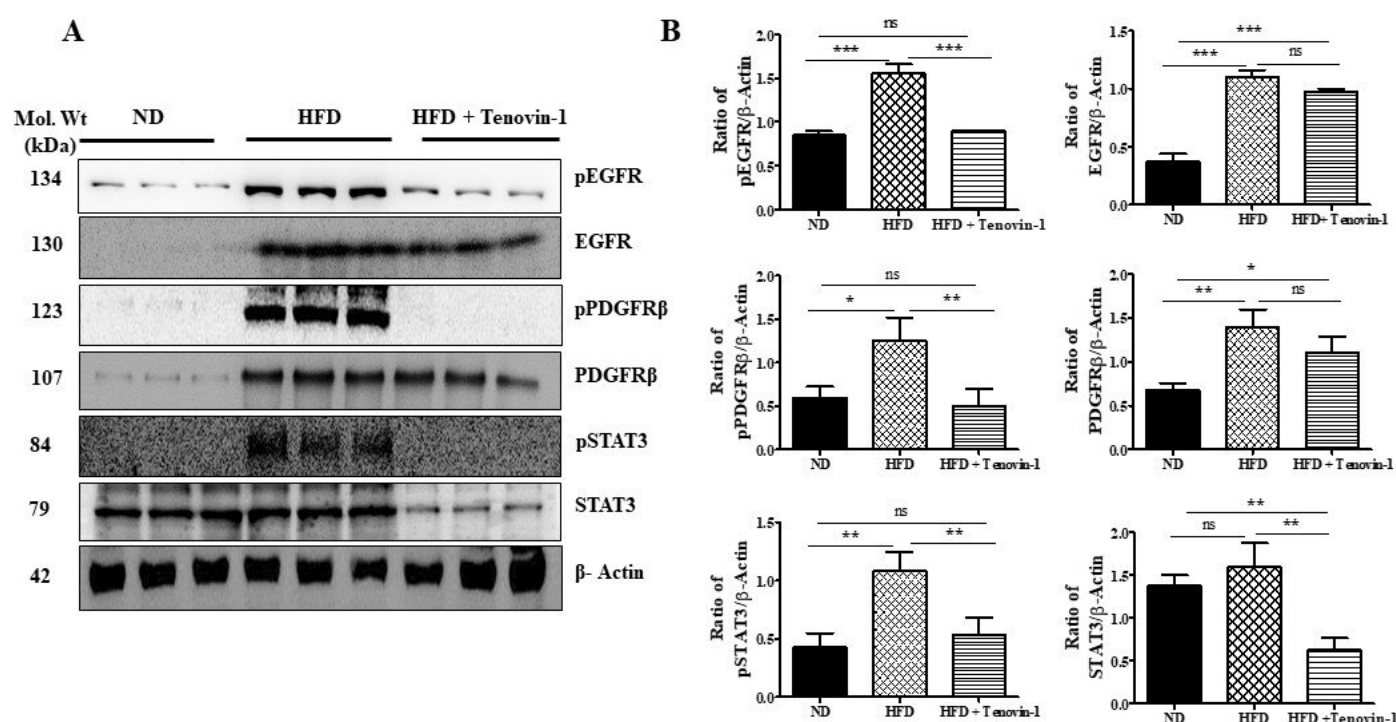 A
Mol. Wt
(kDa)
ND
HFD
HFD + Tenovin-1
134
pEGFR
130
EGFR
123
pPDGFRβ
107
PDGFRβ
84
pSTAT3
79
STAT3
42
β- Actin
B
Ratio of
pEGFR/β-Actin
2.0
1.5
1.0
0.5
0.0
ns
***
***
ND
HFD
HFD + Tenovin-1
Ratio of
EGFR/β-Actin
1.5
1.0
0.5
0.0
***
***
ns
ND
HFD
HFD+ Tenovin-1
Ratio of
pPDGFRβ/β-Actin
2.0
1.5
1.0
0.5
0.0
ns
*
**
ND
HFD
HFD + Tenovin-1
Ratio of
PDGFRβ/β-Actin
2.0
1.5
1.0
0.5
0.0
*
**
ns
ND
HFD
HFD + Tenovin-1
Ratio of
pSTAT3/β-Actin
1.5
1.0
0.5
0.0
ns
**
**
ND
HFD
HFD + Tenovin-1
Ratio of
STAT3/β-Actin
2.0
1.5
1.0
0.5
0.0
**
ns
**
ND
HFD
HFD +Tenovin-1